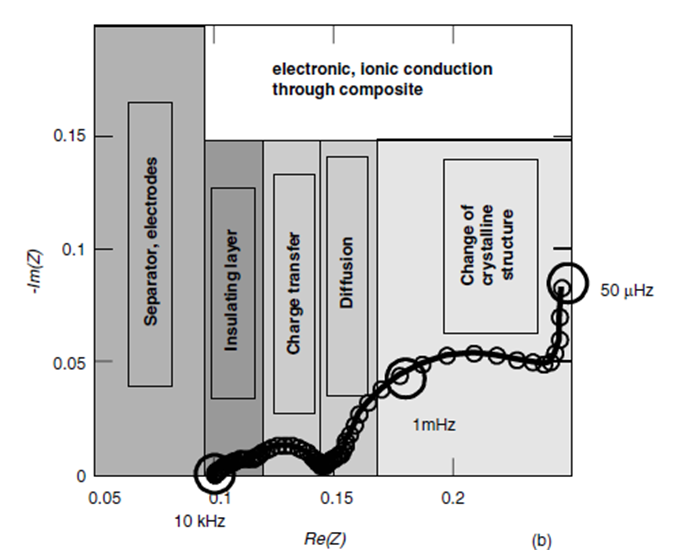 electronic, ionic conduction
through composite
0.15
0.1
0.05
0
-Im(Z)
Separator, electrodes
Insulating layer
Charge transfer
Diffusion
Change of
crystalline
structure
50 μHz
1mHz
0.05
0.1
0.15
0.2
10 kHz
Re(Z)
(b)